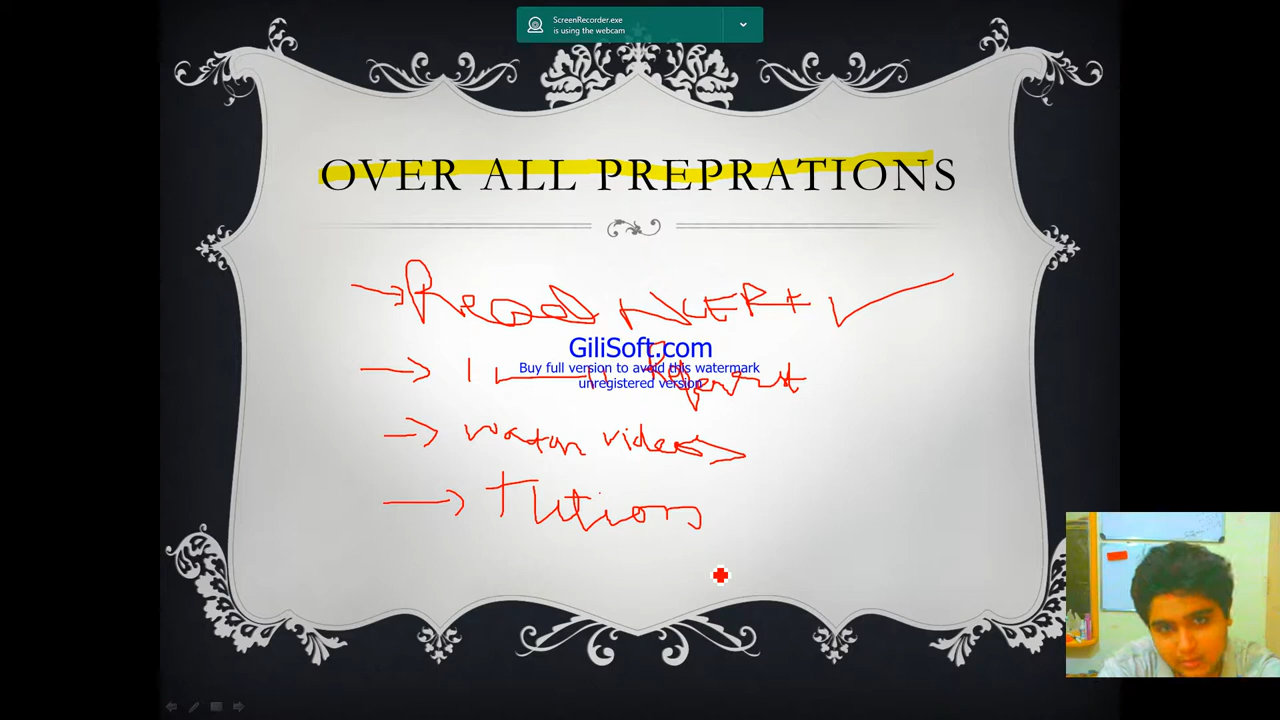 ScreenRecorder.exe
is using the webcam
OVER ALL PREPRATIONS
→ Read NCERT ✓
GiliSoft.com
Buy full version to avoid this watermark
unregistered version
→ 1
→ watch videos
→ Tutions